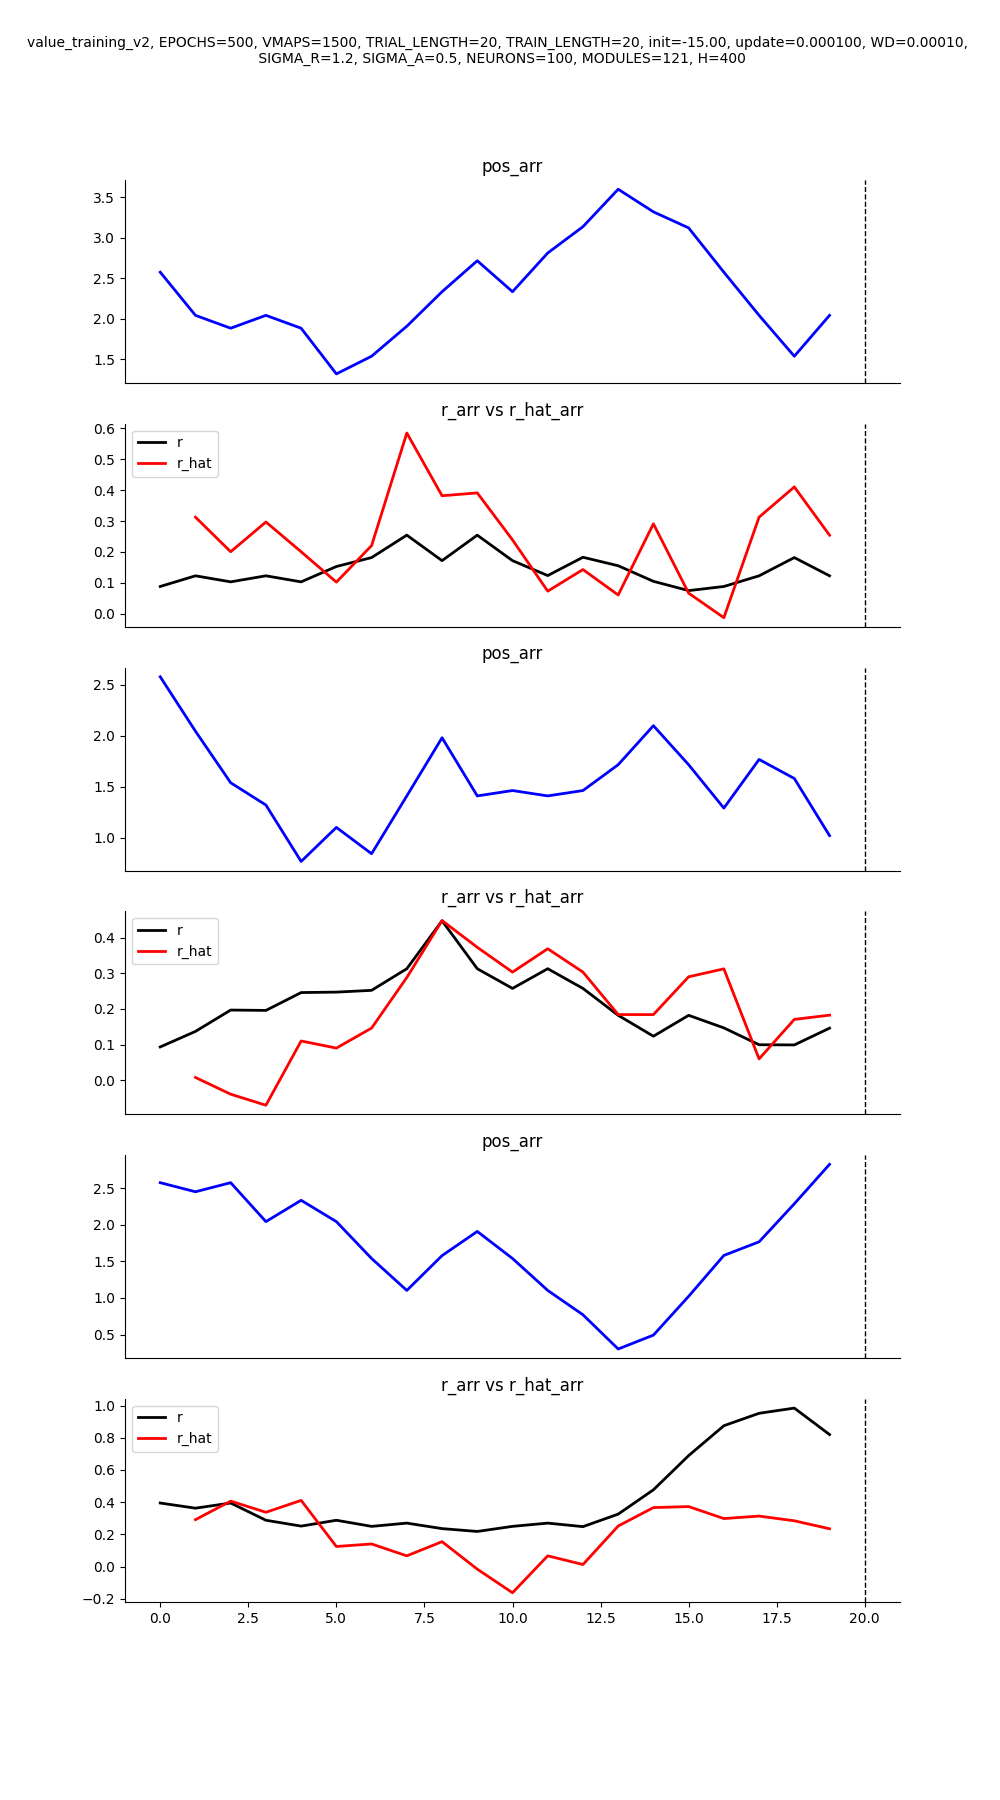 value_training_v2, EPOCHS=500, VMAPS=1500, TRIAL_LENGTH=20, TRAIN_LENGTH=20, init=-15.00, update=0.000100, WD=0.00010,
SIGMA_R=1.2, SIGMA_A=0.5, NEURONS=100, MODULES=121, H=400
pos_arr
3.5
3.0
2.5
2.0
1.5
r_arr vs r_hat_arr
0.6
0.5
0.4
0.3
0.2
0.1
0.0
r
r_hat
pos_arr
2.5
2.0
1.5
1.0
r_arr vs r_hat_arr
0.4
0.3
0.2
0.1
0.0
r
r_hat
pos_arr
2.5
2.0
1.5
1.0
0.5
r_arr vs r_hat_arr
1.0
0.8
0.6
0.4
0.2
0.0
−0.2
r
r_hat
0.0 2.5 5.0 7.5 10.0 12.5 15.0 17.5 20.0